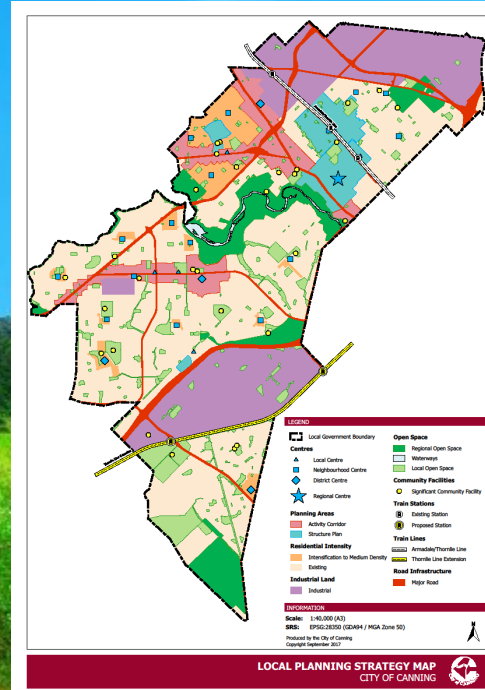 LEGEND
Local Government Boundary
Centres
Local Centre
Neighbourhood Centre
District Centre
Regional Centre
Planning Areas
Activity Corridor
Structure Plan
Residential Intensity
Intensification to Medium Density
Existing
Industrial Land
Industrial
Open Space
Regional Open Space
Waterways
Local Open Space
Community Facilities
Significant Community Facility
Train Stations
Existing Station
Proposed Station
Train Lines
Armadale/Thornlie Line
Thornlie Line Extension
Road Infrastructure
Major Road
INFORMATION
Scale: 1:40,000 (A3)
SRS: EPSG:28350 (GDA94 / MGA Zone 50)
Produced by the City of Canning
Copyright September 2017
N
LOCAL PLANNING STRATEGY MAP
CITY OF CANNING